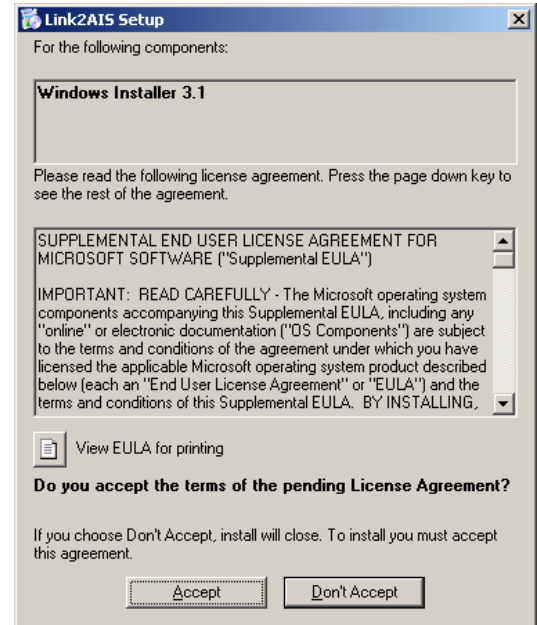 Link2AIS Setup
For the following components:
Windows Installer 3.1
Please read the following license agreement. Press the page down key to
see the rest of the agreement.
SUPPLEMENTAL END USER LICENSE AGREEMENT FOR
MICROSOFT SOFTWARE ("Supplemental EULA")
IMPORTANT:  READ CAREFULLY - The Microsoft operating system
components accompanying this Supplemental EULA, including any
"online" or electronic documentation ("OS Components") are subject
to the terms and conditions of the agreement under which you have
licensed the applicable Microsoft operating system product described
below (each an "End User License Agreement" or "EULA") and the
terms and conditions of this Supplemental EULA.  BY INSTALLING,
View EULA for printing
Do you accept the terms of the pending License Agreement?
If you choose Don't Accept, install will close. To install you must accept
this agreement.
Accept
Don't Accept